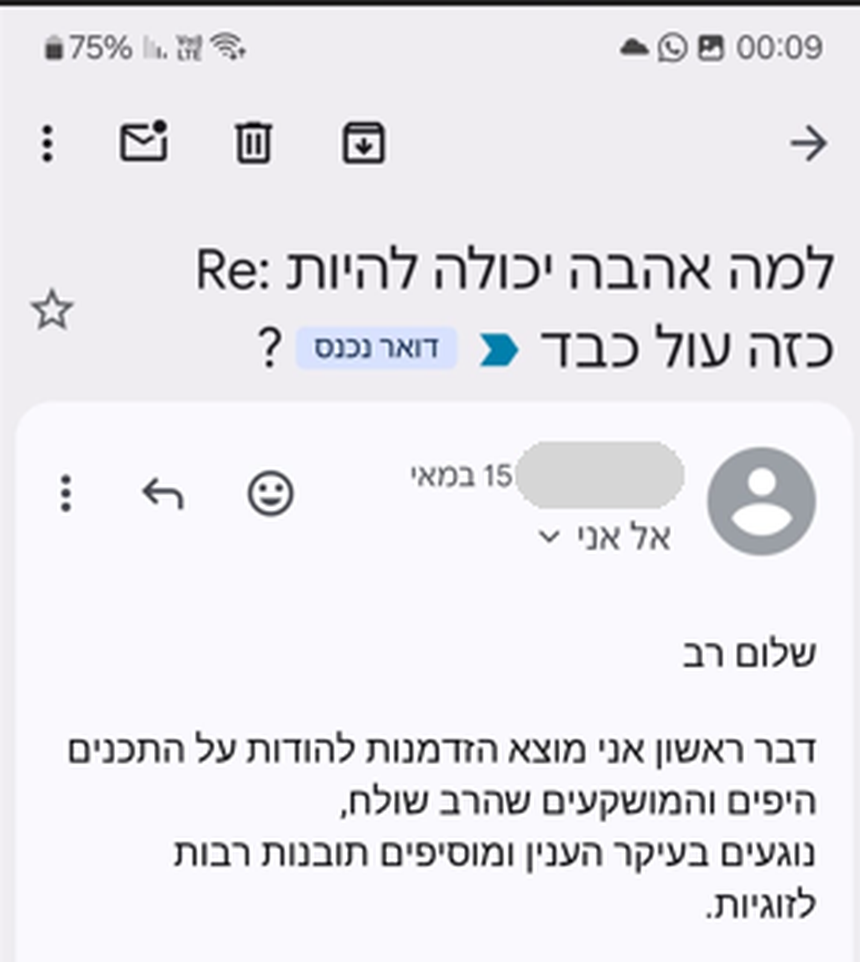 75% VoD LTE 00:09
Re: למה אהבה יכולה להיות
כזה עול כבד דואר נכנס ?
15 במאי
אל אני
שלום רב
דבר ראשון אני מוצא הזדמנות להודות על התכנים
היפים והמושקעים שהרב שולח,
נוגעים בעיקר הענין ומוסיפים תובנות רבות
לזוגיות.